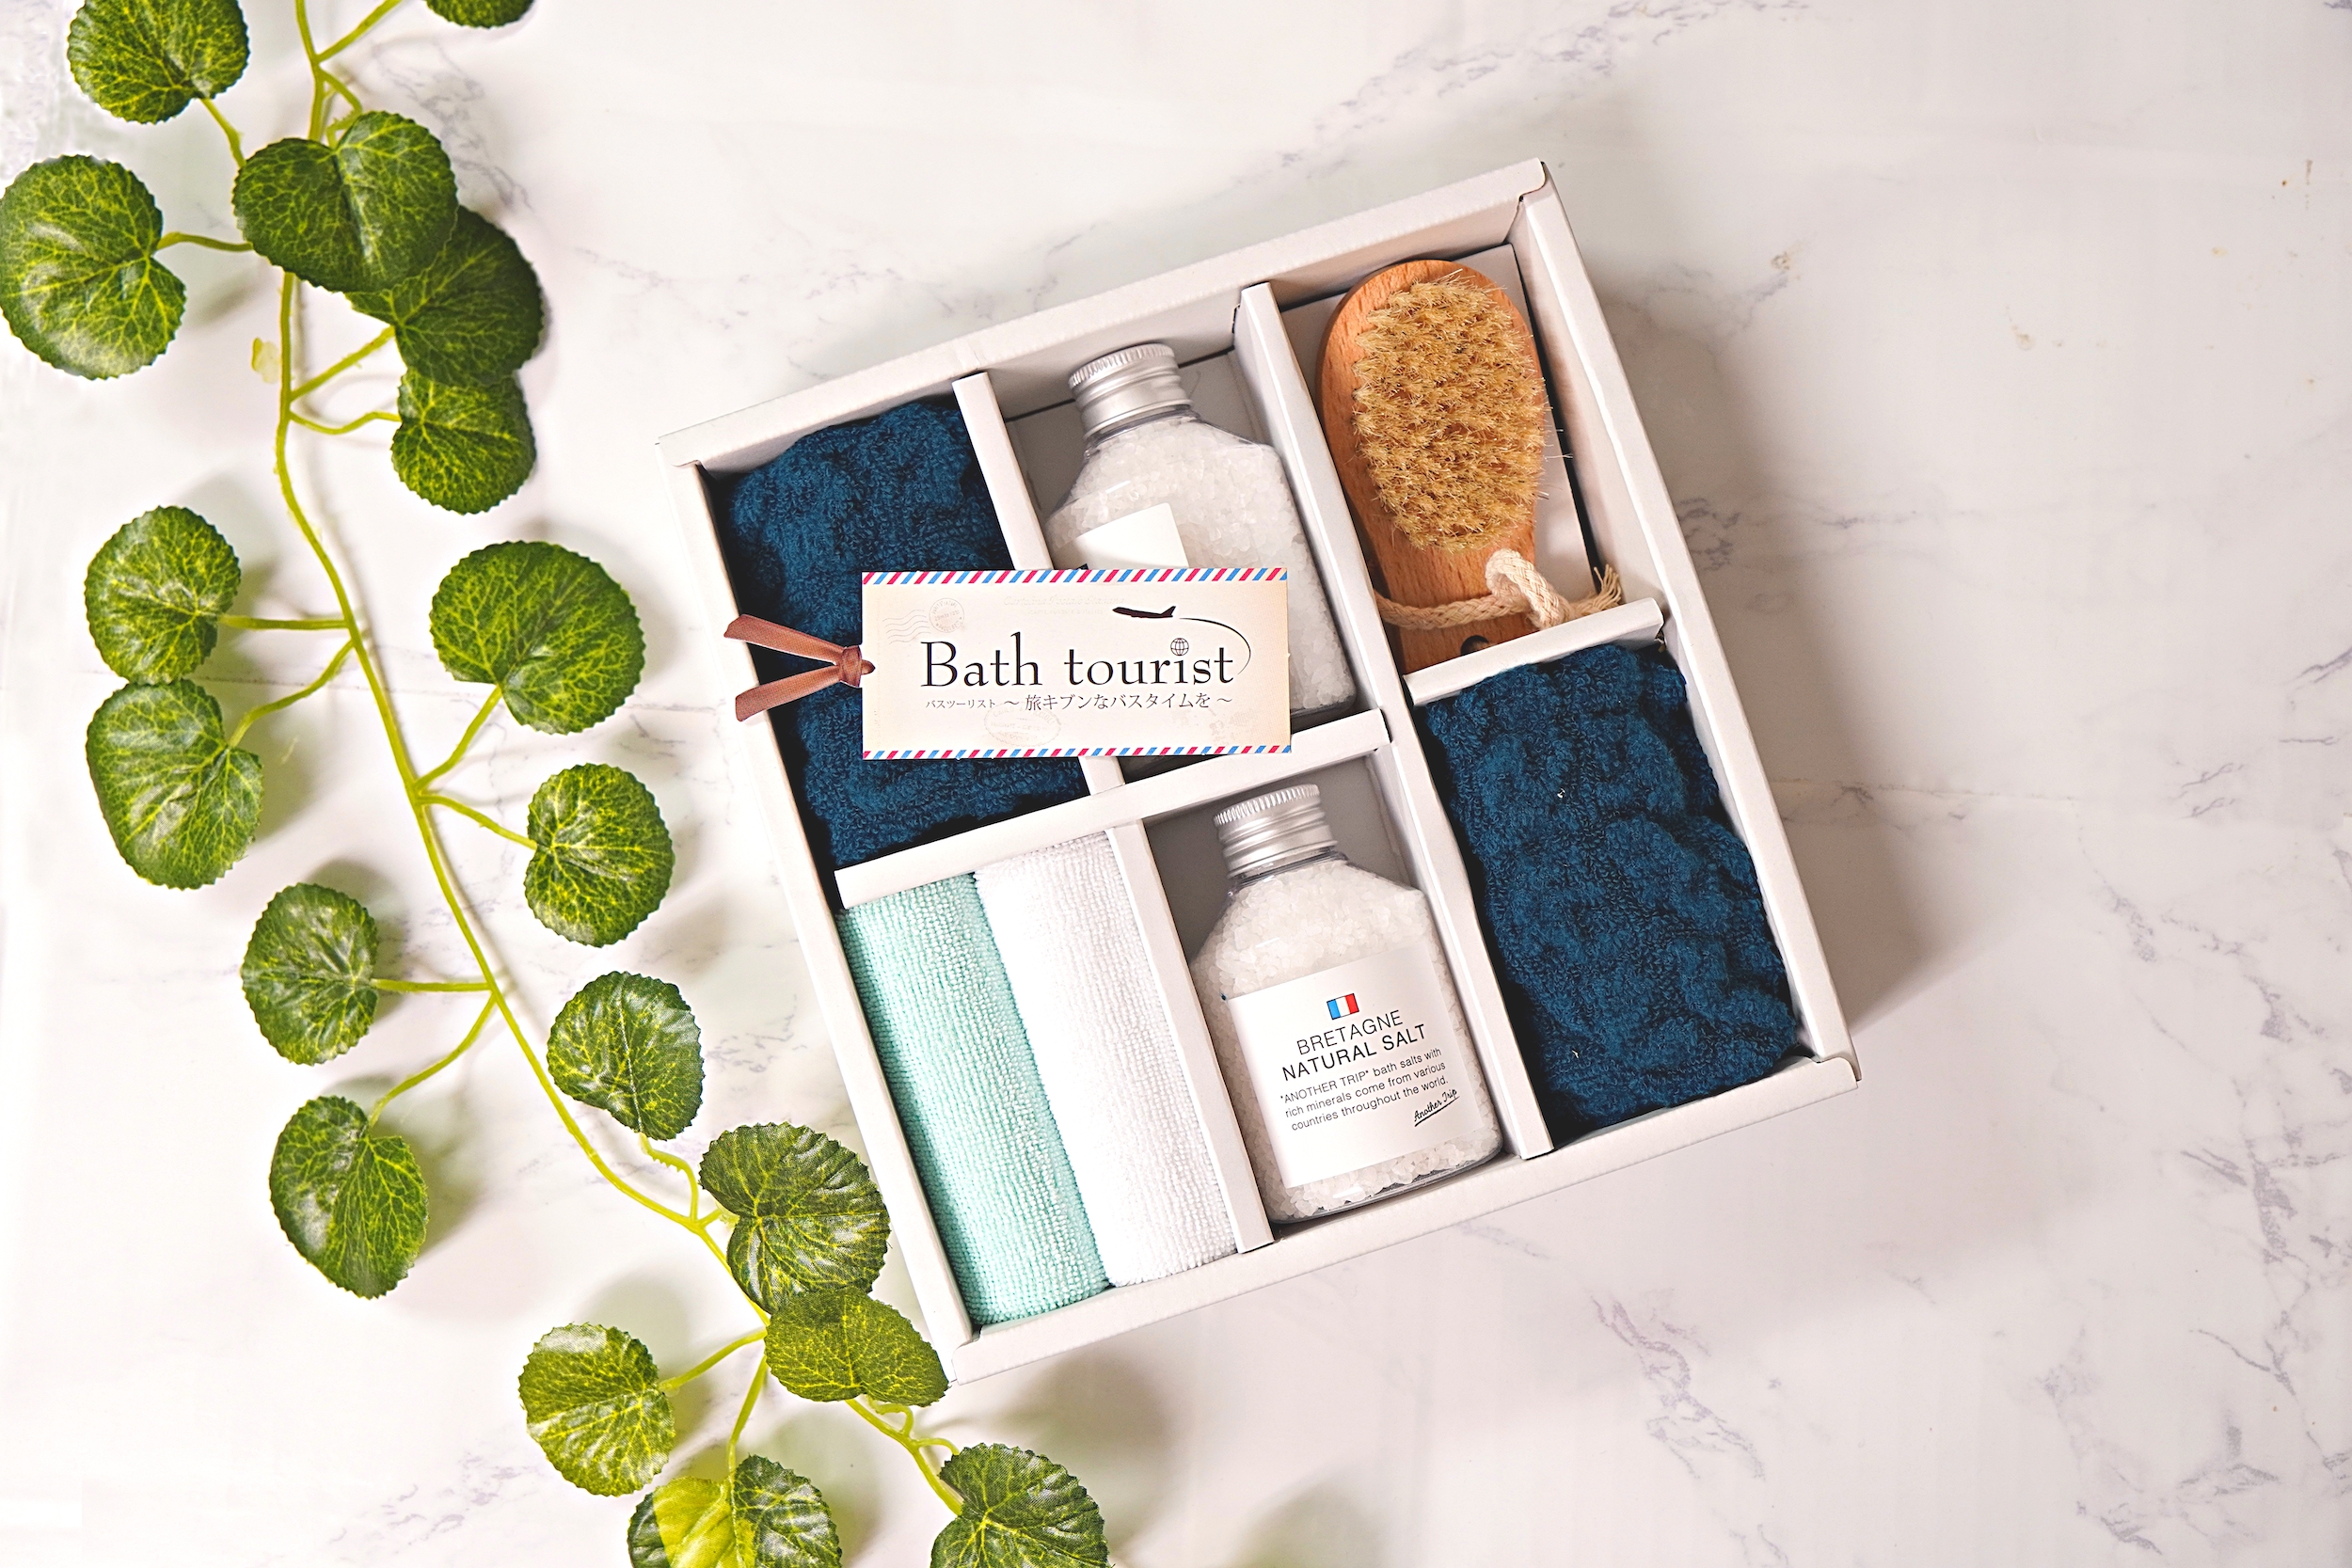 Bath tourist
バスツーリスト ～ 旅キブンなバスタイムを ～
BRETAGNE
NATURAL SALT
"ANOTHER TRIP" bath salts with
rich minerals come from various
countries throughout the world.
Another Trip